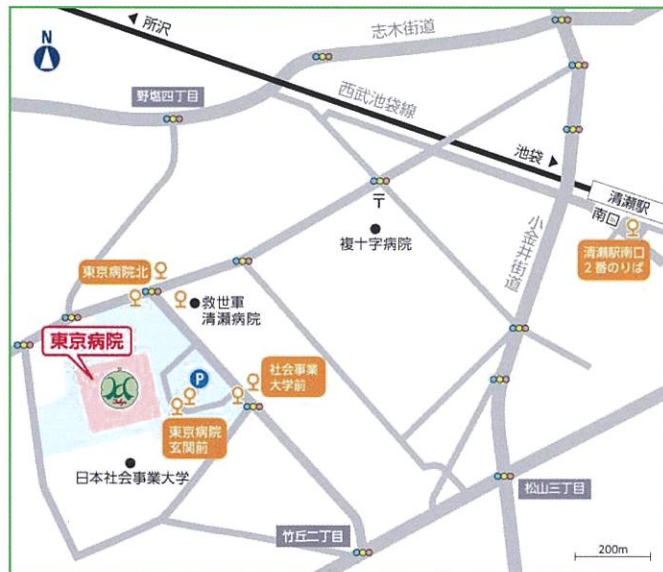 N
所沢
志木街道
野塩四丁目
西武池袋線
池袋
清瀬駅
南口
清瀬駅南口
2番のりば
〒
複十字病院
小金井街道
東京病院北
救世軍
清瀬病院
東京病院
P
社会事業
大学前
東京病院
玄関前
日本社会事業大学
松山三丁目
竹丘二丁目
200m